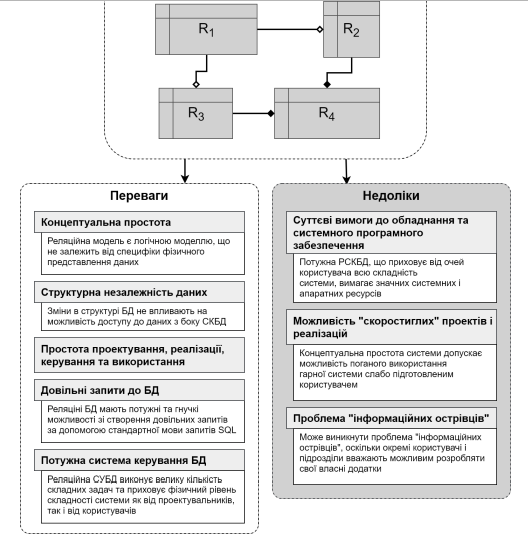 R1
R2
R3
R4
Переваги
Концептуальна простота
Реляційна модель є логічною моделлю, що
не залежить від специфіки фізичного
представлення даних
Структурна незалежність даних
Зміни в структурі БД не впливають на
можливість доступу до даних з боку СКБД
Простота проектування, реалізації,
керування та використання
Довільні запити до БД
Реляціні БД мають потужні та гнучкі
можливості зі створення довільних запитів
за допомогою стандартної мови запитів SQL
Потужна система керування БД
Реляційна СУБД виконує велику кількість
складних задач та приховує фізичний рівень
складності системи як від проектувальників,
так і від користувачів
Недоліки
Суттєві вимоги до обладнання та
системного програмного
забезпечення
Потужна РСКБД, що приховує від очей
користувача всю складність
системи, вимагає значних системних і
апаратних ресурсів
Можливість "скоростиглих" проектів і
реалізацій
Концептуальна простота системи допускає
можливість поганого використання
гарної системи слабо підготовленим
користувачем
Проблема "інформаційних острівців"
Може виникнути проблема "інформаційних
острівців", оскільки окремі користувачі і
підрозділи вважають можливим розробляти
свої власні додатки